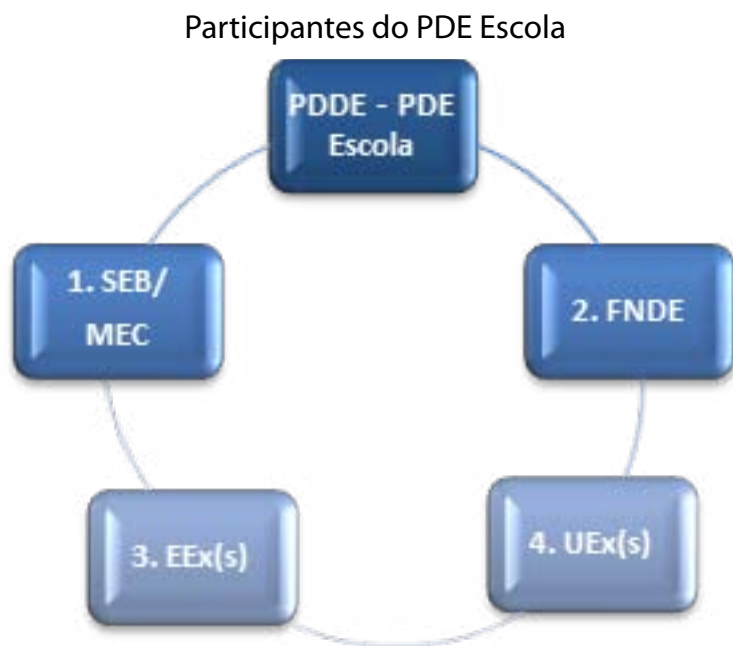 Participantes do PDE Escola
PDDE - PDE
Escola
1. SEB/
MEC
2. FNDE
3. EEx(s)
4. UEx(s)